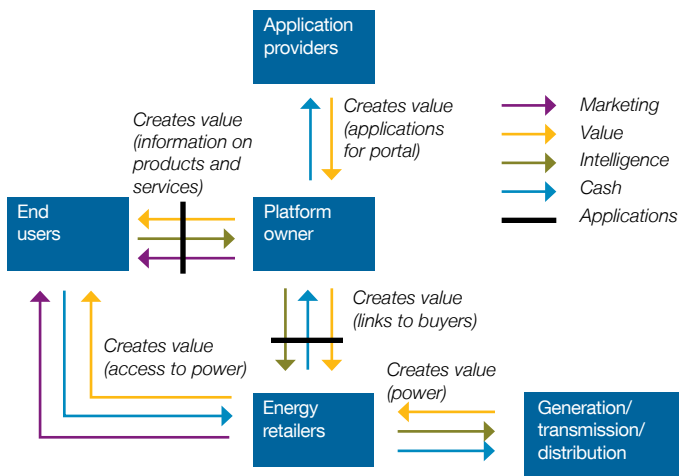 Application
providers
Creates value
(applications
for portal)
Marketing
Value
Intelligence
Cash
Applications
Creates value
(information on
products and
services)
End
users
Platform
owner
Creates value
(links to buyers)
Creates value
(access to power)
Creates value
(power)
Energy
retailers
Generation/
transmission/
distribution